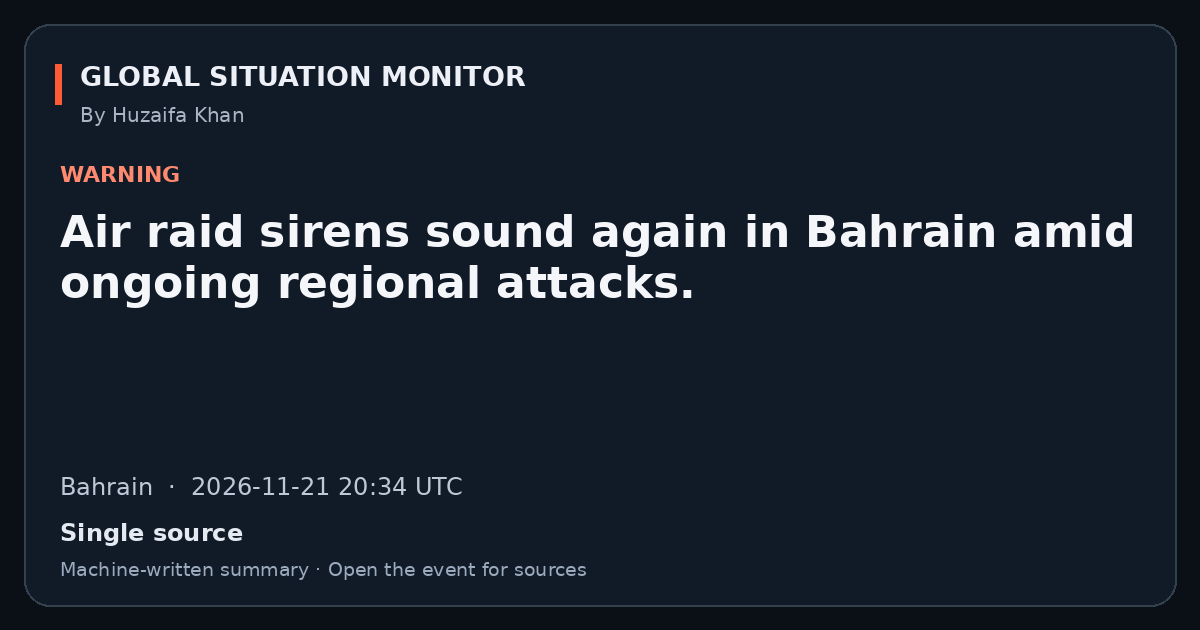 GLOBAL SITUATION MONITOR
By Huzaifa Khan
WARNING
Air raid sirens sound again in Bahrain amid
ongoing regional attacks.
Bahrain · 2026-11-21 20:34 UTC
Single source
Machine-written summary · Open the event for sources